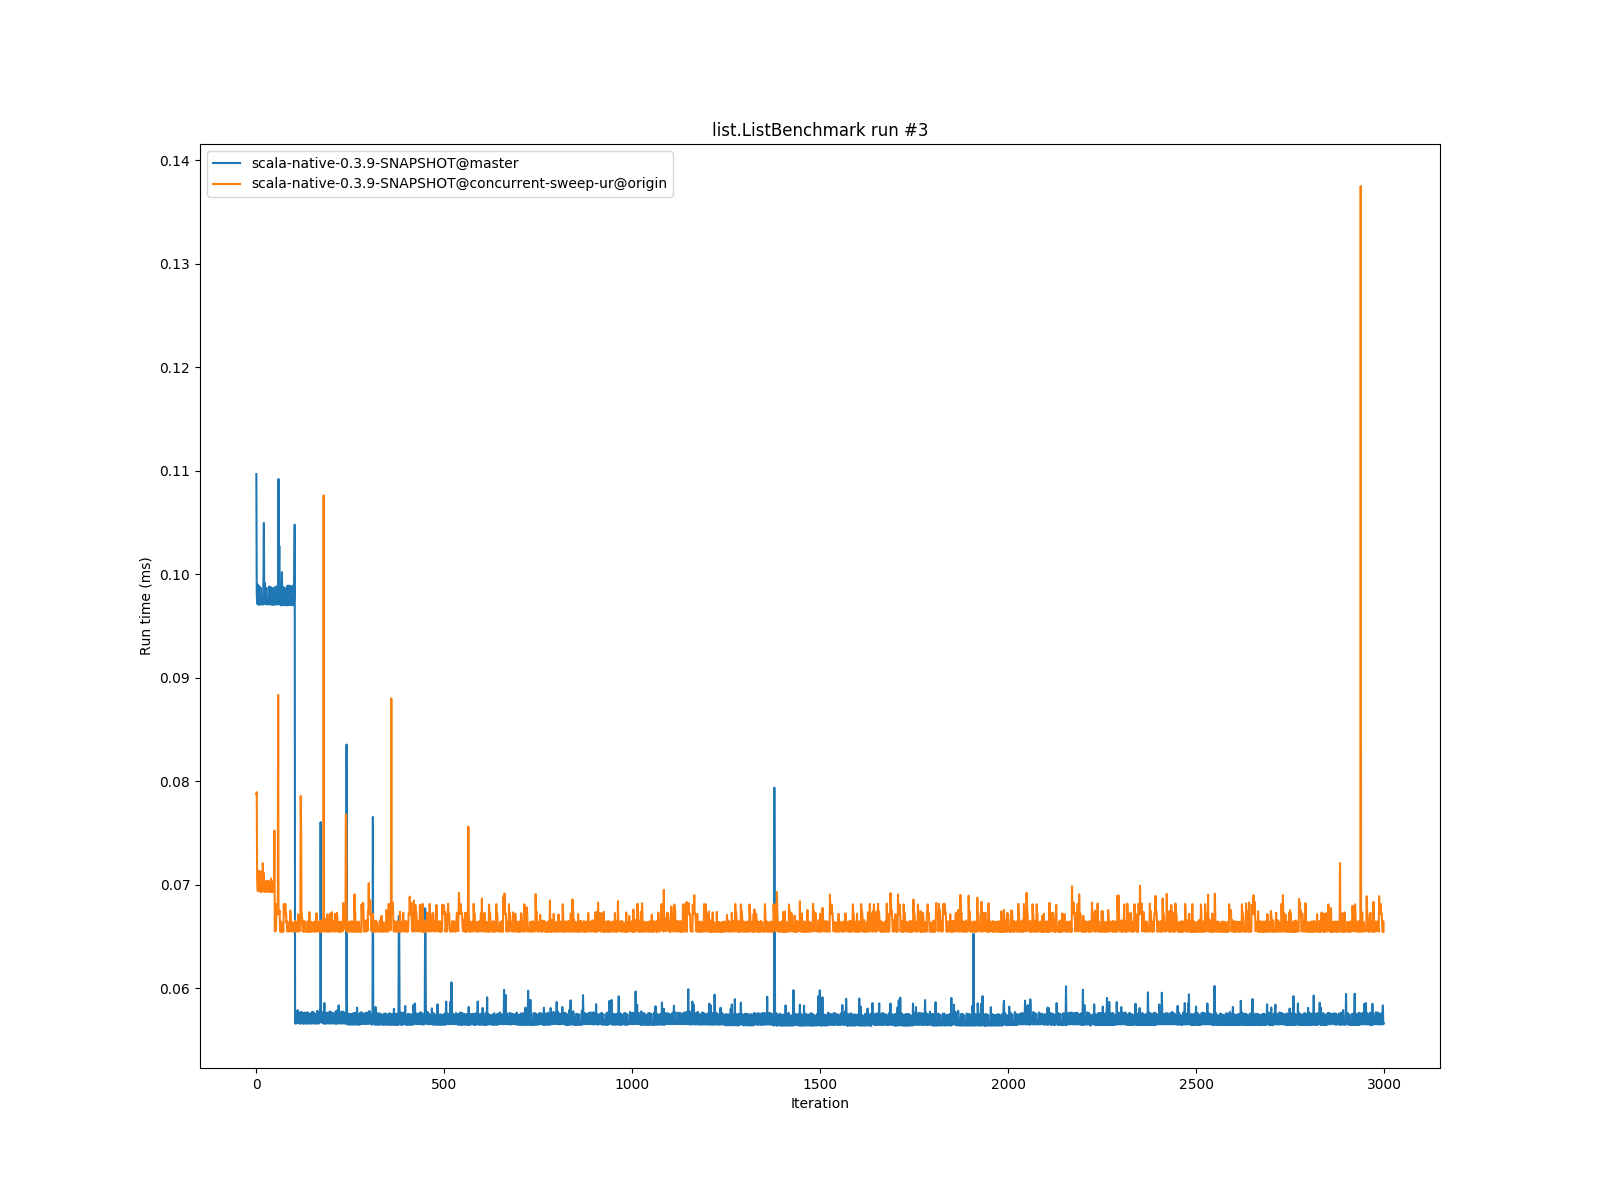 list.ListBenchmark run #3
scala-native-0.3.9-SNAPSHOT@master
scala-native-0.3.9-SNAPSHOT@concurrent-sweep-ur@origin
0.14
0.13
0.12
0.11
0.10
0.09
0.08
0.07
0.06
Run time (ms)
0 500 1000 1500 2000 2500 3000
Iteration